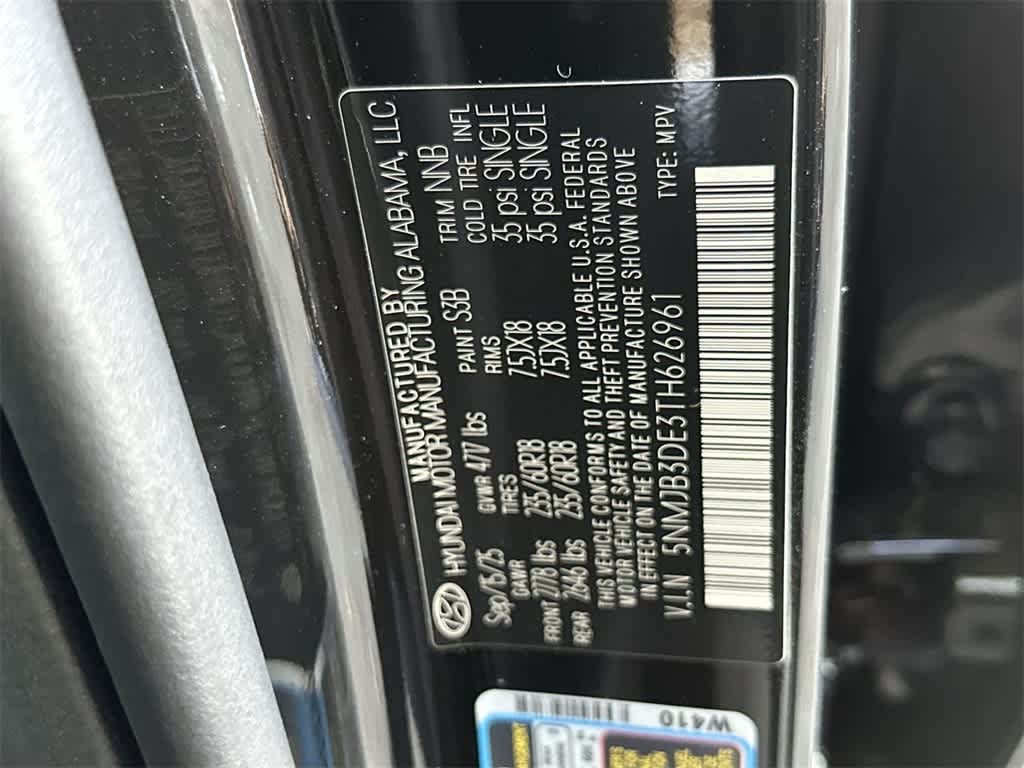 MANUFACTURED BY
HYUNDAI MOTOR MANUFACTURING ALABAMA, LLC.
Sep/15/25 GVWR 4717 lbs PAINT S3B TRIM NNB
GAWR TIRES RIMS COLD TIRE INFL
FRONT 2778 lbs 235/60R18 7.5JX18 35 psi SINGLE
REAR 2646 lbs 235/60R18 7.5JX18 35 psi SINGLE
THIS VEHICLE CONFORMS TO ALL APPLICABLE U.S.A. FEDERAL
MOTOR VEHICLE SAFETY AND THEFT PREVENTION STANDARDS
IN EFFECT ON THE DATE OF MANUFACTURE SHOWN ABOVE
V.I.N 5NMJB3DE3TH626961 TYPE: MPV
W410